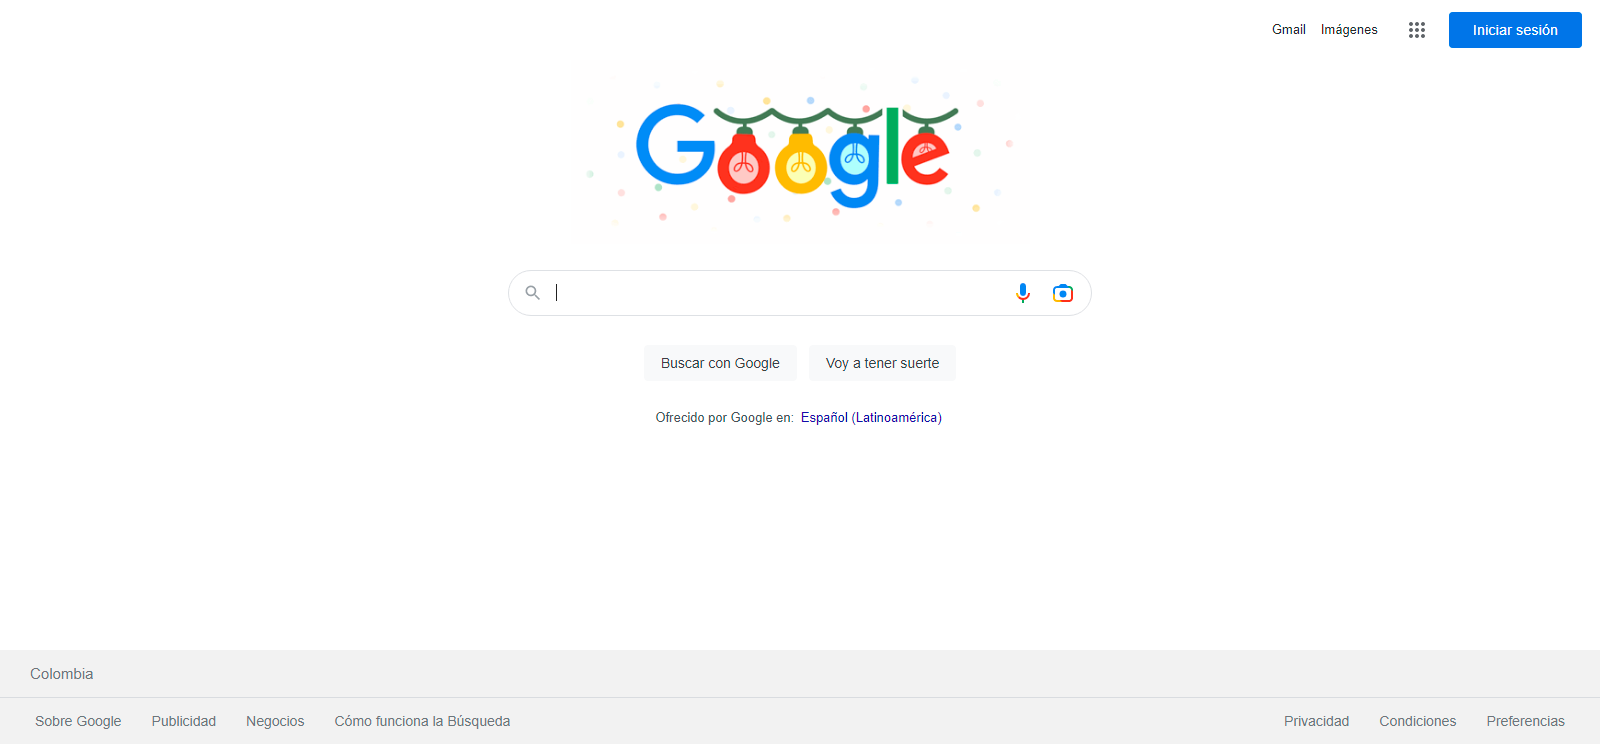 Gmail Imágenes Iniciar sesión
Google
Buscar con Google Voy a tener suerte
Ofrecido por Google en: Español (Latinoamérica)
Colombia
Sobre Google Publicidad Negocios Cómo funciona la Búsqueda Privacidad Condiciones Preferencias